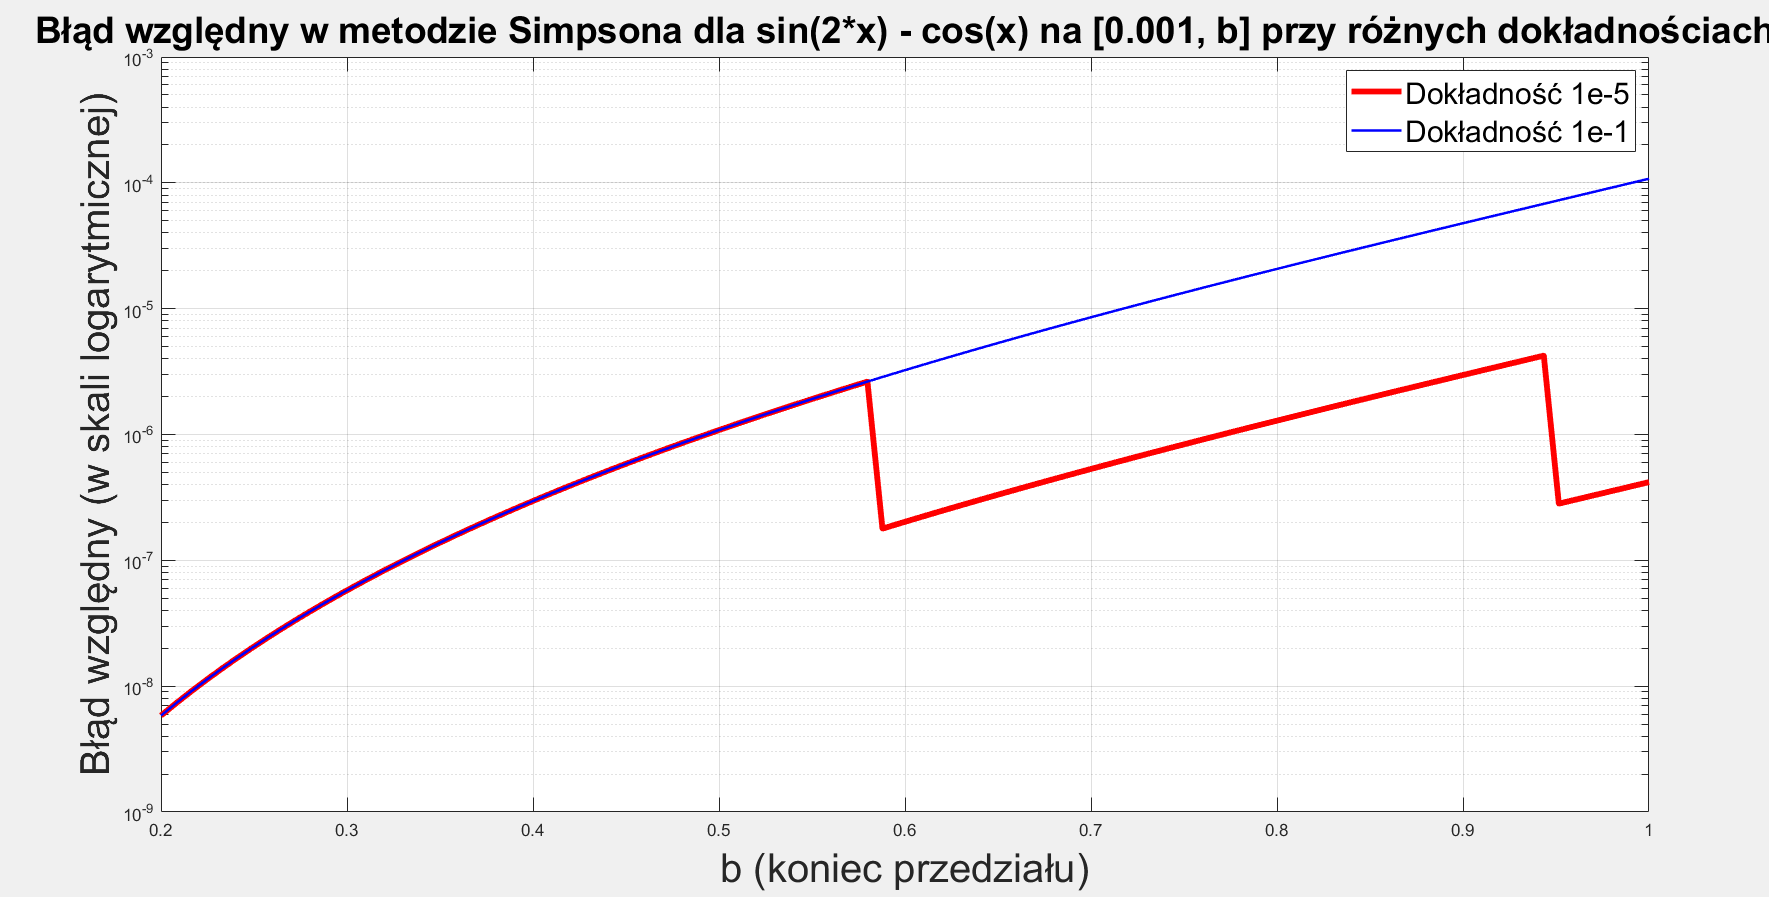 Błąd względny w metodzie Simpsona dla sin(2*x) - cos(x) na [0.001, b] przy różnych dokładnościach
Błąd względny (w skali logarytmicznej)
10^-3
10^-4
10^-5
10^-6
10^-7
10^-8
10^-9
Dokładność 1e-5
Dokładność 1e-1
0.2 0.3 0.4 0.5 0.6 0.7 0.8 0.9 1
b (koniec przedziału)